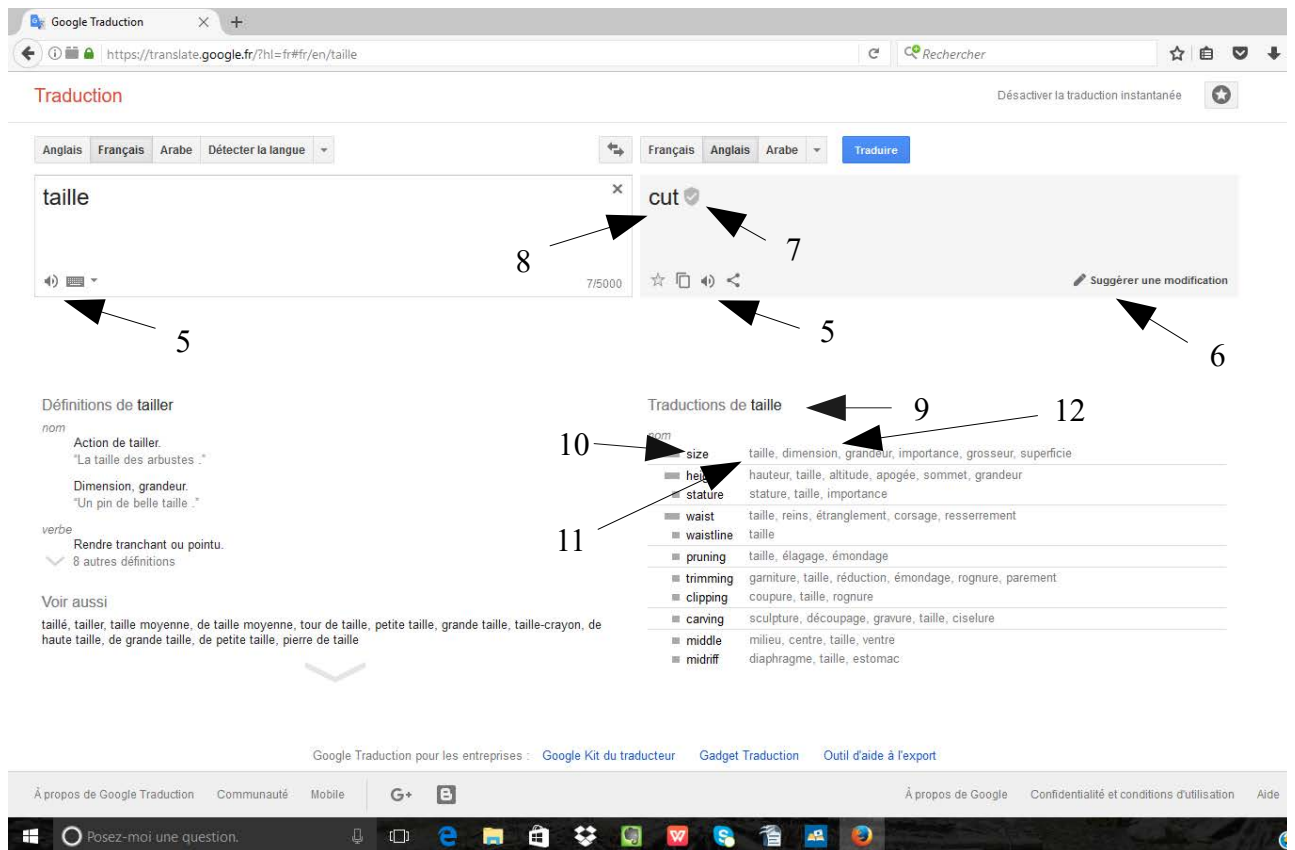 Google Traduction
https://translate.google.fr/?hl=fr#fr/en/taille
Rechercher
Traduction
Désactiver la traduction instantanée
Anglais Français Arabe Détecter la langue
Français Anglais Arabe Traduire
taille
cut
8
7
7/5000
Suggérer une modification
5
5
6
Définitions de tailler
nom
Action de tailler.
"La taille des arbustes ."
Dimension, grandeur.
"Un pin de belle taille ."
verbe
Rendre tranchant ou pointu.
8 autres définitions
Voir aussi
taillé, tailler, taille moyenne, de taille moyenne, tour de taille, petite taille, grande taille, taille-crayon, de
haute taille, de grande taille, de petite taille, pierre de taille
Traductions de taille
9
12
nom
10
size taille, dimension, grandeur, importance, grosseur, superficie
hauteur, taille, altitude, apogée, sommet, grandeur
stature stature, taille, importance
waist taille, reins, étranglement, corsage, resserrement
11
waistline taille
pruning taille, élagage, émondage
trimming garniture, taille, réduction, émondage, rognure, parement
clipping coupure, taille, rognure
carving sculpture, découpage, gravure, taille, ciselure
middle milieu, centre, taille, ventre
midriff diaphragme, taille, estomac
Google Traduction pour les entreprises : Google Kit du traducteur Gadget Traduction Outil d'aide à l'export
À propos de Google Traduction Communauté Mobile G+ À propos de Google Confidentialité et conditions d'utilisation Aide
Posez-moi une question.